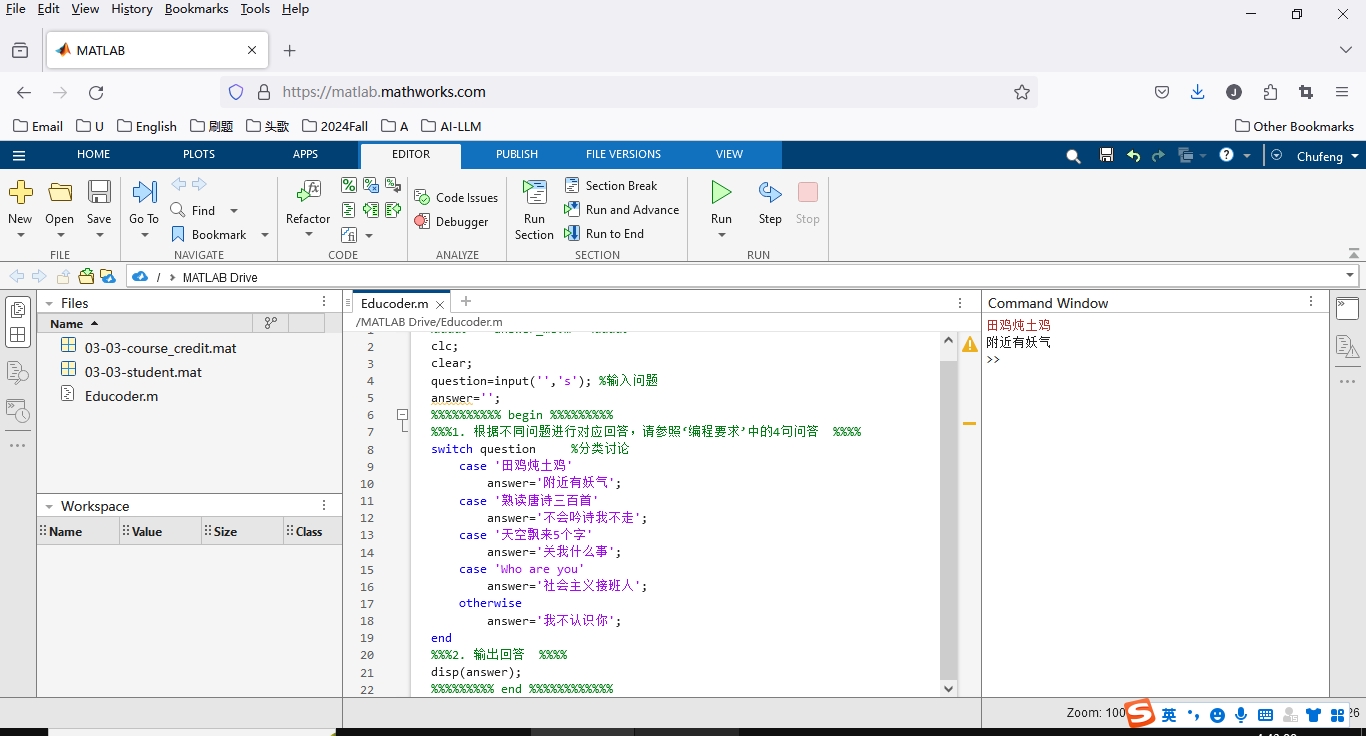 File Edit View History Bookmarks Tools Help
MATLAB
https://matlab.mathworks.com
J
Email U English 刷题 头歌 2024Fall A AI-LLM Other Bookmarks
HOME PLOTS APPS EDITOR PUBLISH FILE VERSIONS VIEW Chufeng
New Open Save Go To Find Bookmark Refactor Code Issues Debugger Run Section Section Break Run and Advance Run to End Run Step Stop
FILE NAVIGATE CODE ANALYZE SECTION RUN
/ MATLAB Drive
Files
Name
03-03-course_credit.mat
03-03-student.mat
Educoder.m
Workspace
Name Value Size Class
Educoder.m
/MATLAB Drive/Educoder.m
2 clc;
3 clear;
4 question=input('','s'); %输入问题
5 answer='';
6 %%%%%%%%%% begin %%%%%%%%%
7 %%%1. 根据不同问题进行对应回答，请参照‘编程要求’中的4句问答 %%%%
8 switch question %分类讨论
9 case '田鸡炖土鸡'
10 answer='附近有妖气';
11 case '熟读唐诗三百首'
12 answer='不会吟诗我不走';
13 case '天空飘来5个字'
14 answer='关我什么事';
15 case 'Who are you'
16 answer='社会主义接班人';
17 otherwise
18 answer='我不认识你';
19 end
20 %%%2. 输出回答 %%%%
21 disp(answer);
22 %%%%%%%%% end %%%%%%%%%%%%
Command Window
田鸡炖土鸡
附近有妖气
>>
Zoom: 100
英
26